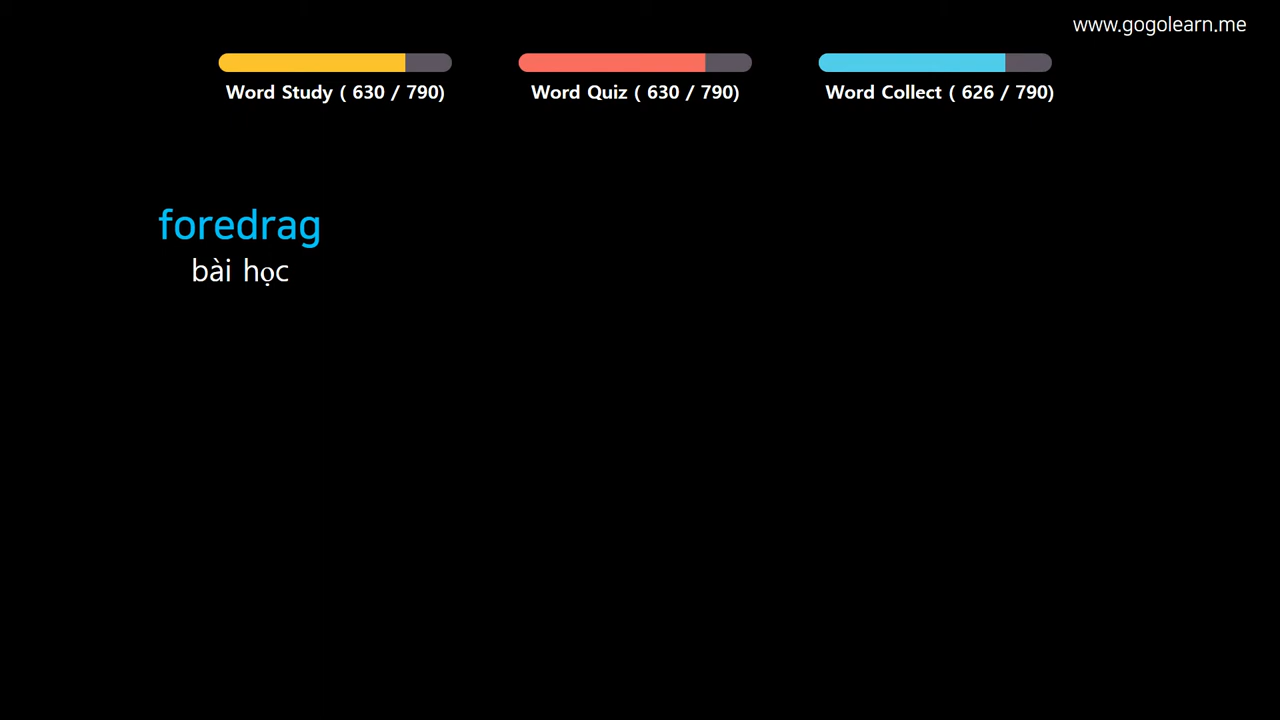 www.gogolearn.me
Word Study ( 630 / 790)
Word Quiz ( 630 / 790)
Word Collect ( 626 / 790)
foredrag
bài học